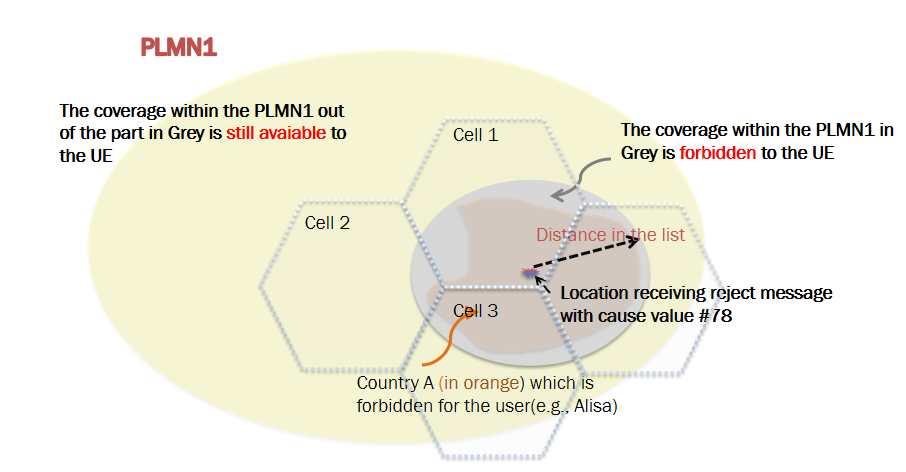 PLMN1
The coverage within the PLMN1 out
of the part in Grey is still avaiable to
the UE
The coverage within the PLMN1 in
Grey is forbidden to the UE
Cell 1
Cell 2
Distance in the list
Location receiving reject message
with cause value #78
Cell 3
Country A (in orange) which is
forbidden for the user(e.g., Alisa)